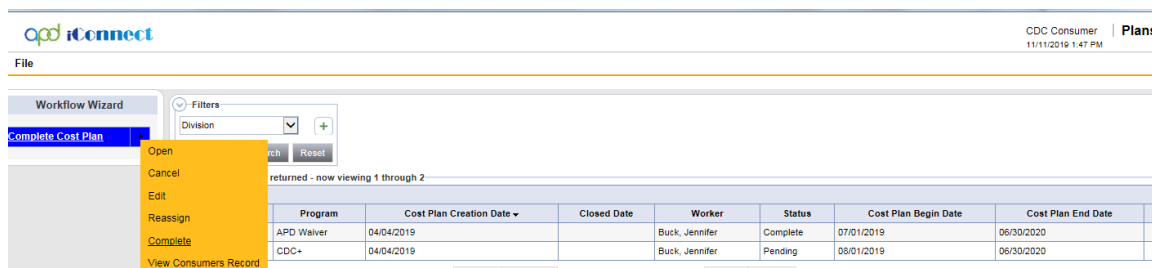 apd iConnect
CDC Consumer
Plans
11/11/2019 1:47 PM
File
Workflow Wizard
Filters
Complete Cost Plan
Division
Open
Reset
Cancel
returned - now viewing 1 through 2
Edit
Reassign
Program Cost Plan Creation Date Closed Date Worker Status Cost Plan Begin Date Cost Plan End Date
APD Waiver 04/04/2019 Buck, Jennifer Complete 07/01/2019 06/30/2020
Complete
CDC+ 04/04/2019 Buck, Jennifer Pending 08/01/2019 06/30/2020
View Consumers Record